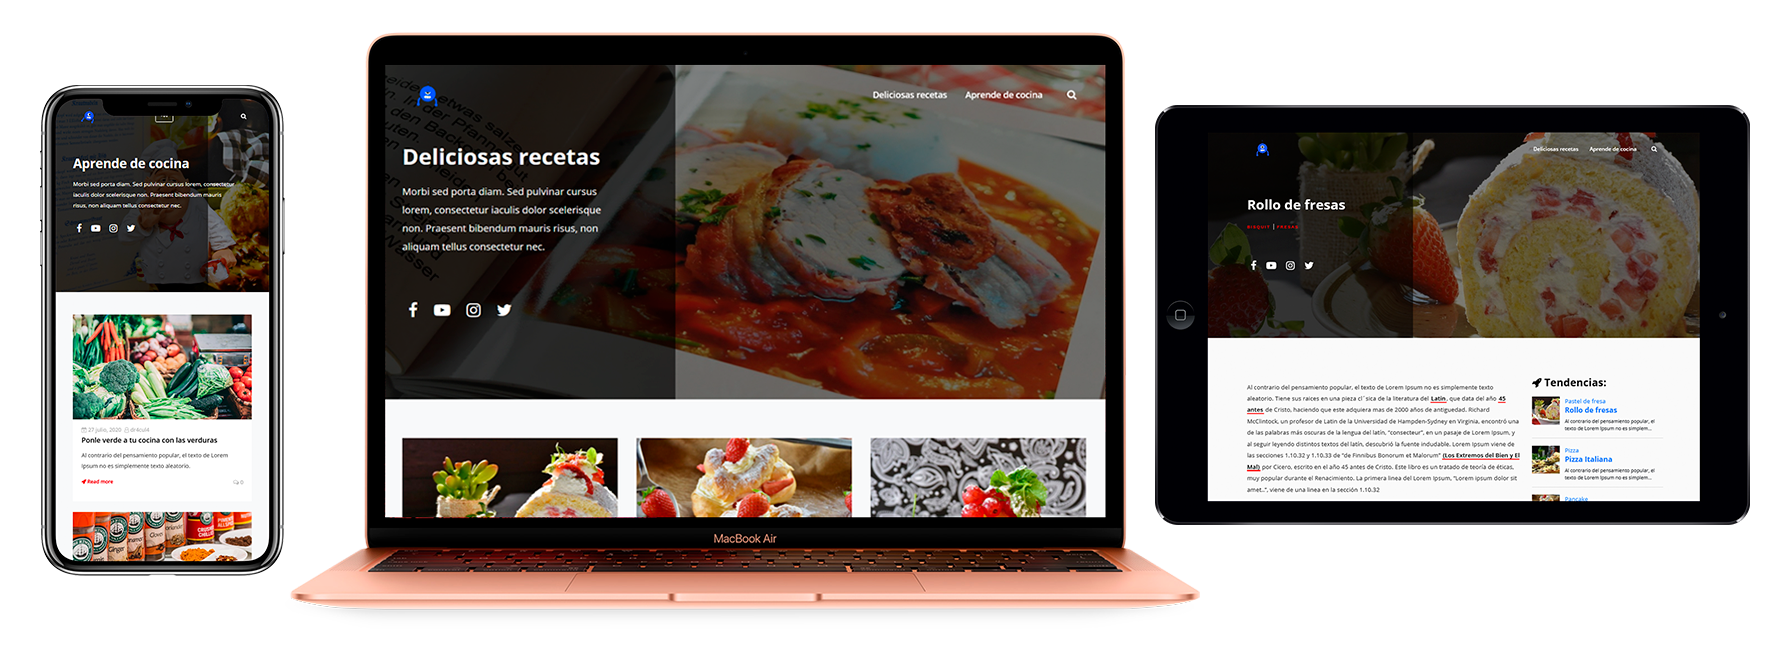 Aprende de cocina
Morbi sed porta diam. Sed pulvinar cursus lorem, consectetur
iaculis dolor scelerisque non. Praesent bibendum mauris
risus, non aliquam tellus consectetur nec.
27 julio, 2020
Ponle verde a tu cocina con las verduras
Al contrario del pensamiento popular, el texto de Lorem
Ipsum no es simplemente texto aleatorio.
Read more
0
Ginger
Cloves
Deliciosas recetas
Aprende de cocina
Deliciosas recetas
Morbi sed porta diam. Sed pulvinar cursus
lorem, consectetur iaculis dolor scelerisque
non. Praesent bibendum mauris risus, non
aliquam tellus consectetur nec.
etwas salzen
In der
den Backo
MacBook Air
Deliciosas recetas
Aprende de cocina
Rollo de fresas
Al contrario del pensamiento popular, el texto de Lorem Ipsum no es simplemente texto
aleatorio. Tiene sus raices en una pieza cl´sica de la literatura del Latin, que data del año 45
antes de Cristo, haciendo que este adquiera mas de 2000 años de antiguedad. Richard
McClintock, un profesor de Latin de la Universidad de Hampden-Sydney en Virginia, encontró una
de las palabras más oscuras de la lengua del latín, "consecteur", en un pasaje de Lorem Ipsum, y
al seguir leyendo distintos textos del latín, descubrió la fuente indudable. Lorem Ipsum viene de
las secciones 1.10.32 y 1.10.33 de "de Finnibus Bonorum et Malorum" (Los Extremos del Bien y El
Mal) por Cicero, escrito en el año 45 antes de Cristo. Este libro es un tratado de teoría de éticas,
muy popular durante el Renacimiento. La primera linea del Lorem Ipsum, "Lorem ipsum dolor sit
amet..", viene de una linea en la sección 1.10.32
Tendencias:
Pastel de fresa
Rollo de fresas
Al contrario del pensamiento popular, el
texto de Lorem Ipsum no es simplem...
Pizza
Pizza Italiana
Al contrario del pensamiento popular, el
texto de Lorem Ipsum no es simplem...
Pancake